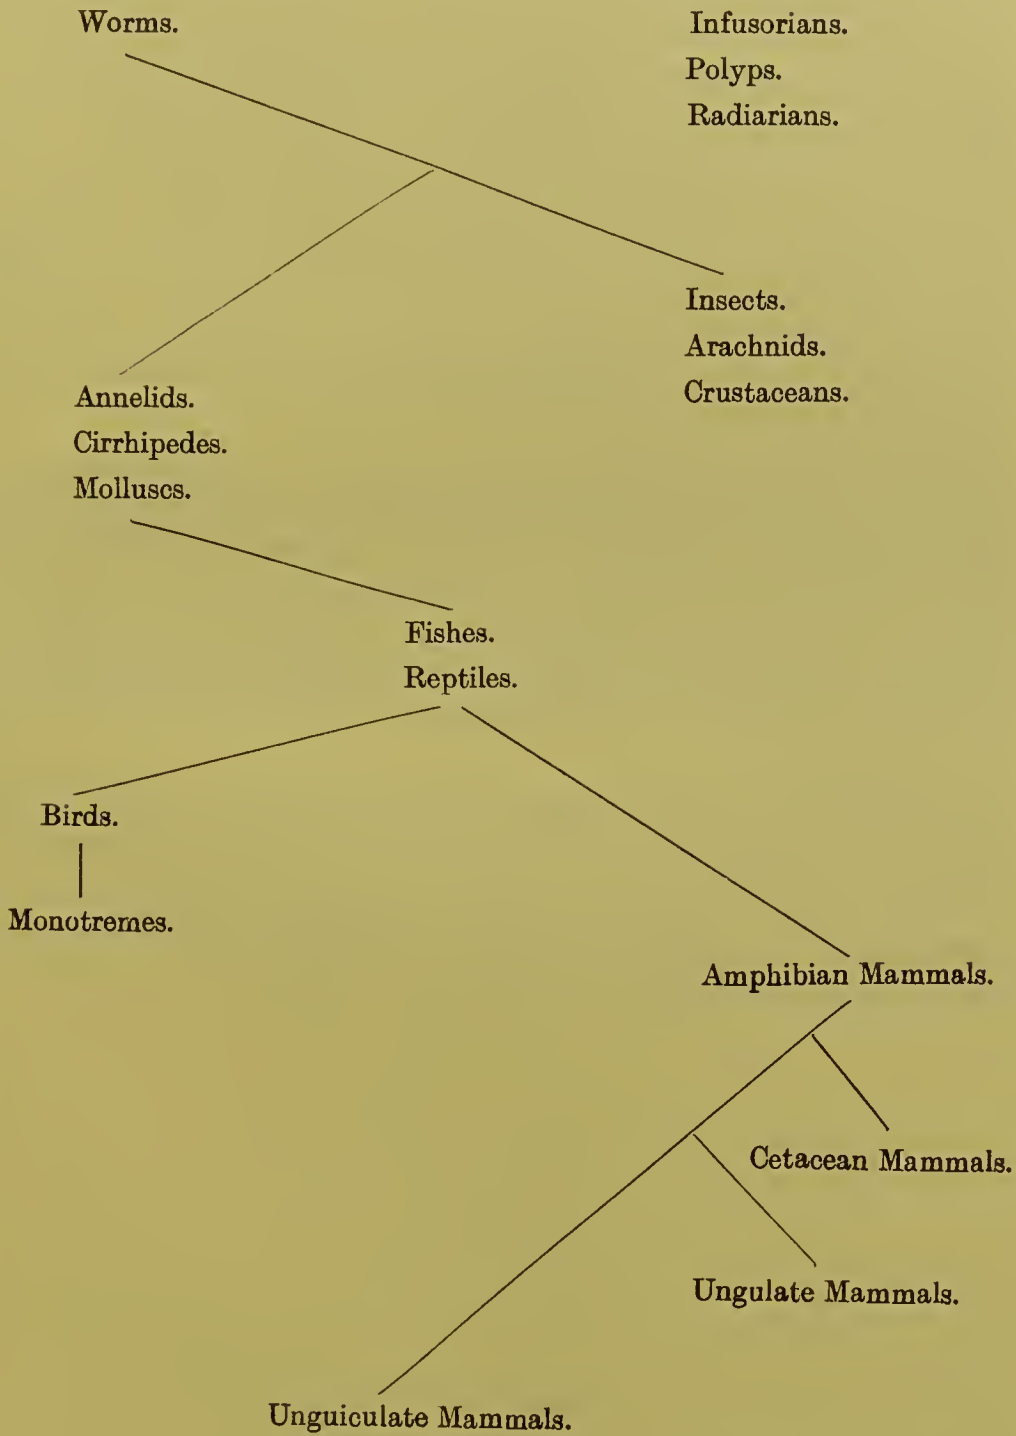 Worms.
Infusorians.
Polyps.
Radiarians.
Insects.
Arachnids.
Crustaceans.
Annelids.
Cirrhipedes.
Molluscs.
Fishes.
Reptiles.
Birds.
Monotremes.
Amphibian Mammals.
Cetacean Mammals.
Ungulate Mammals.
Unguiculate Mammals.